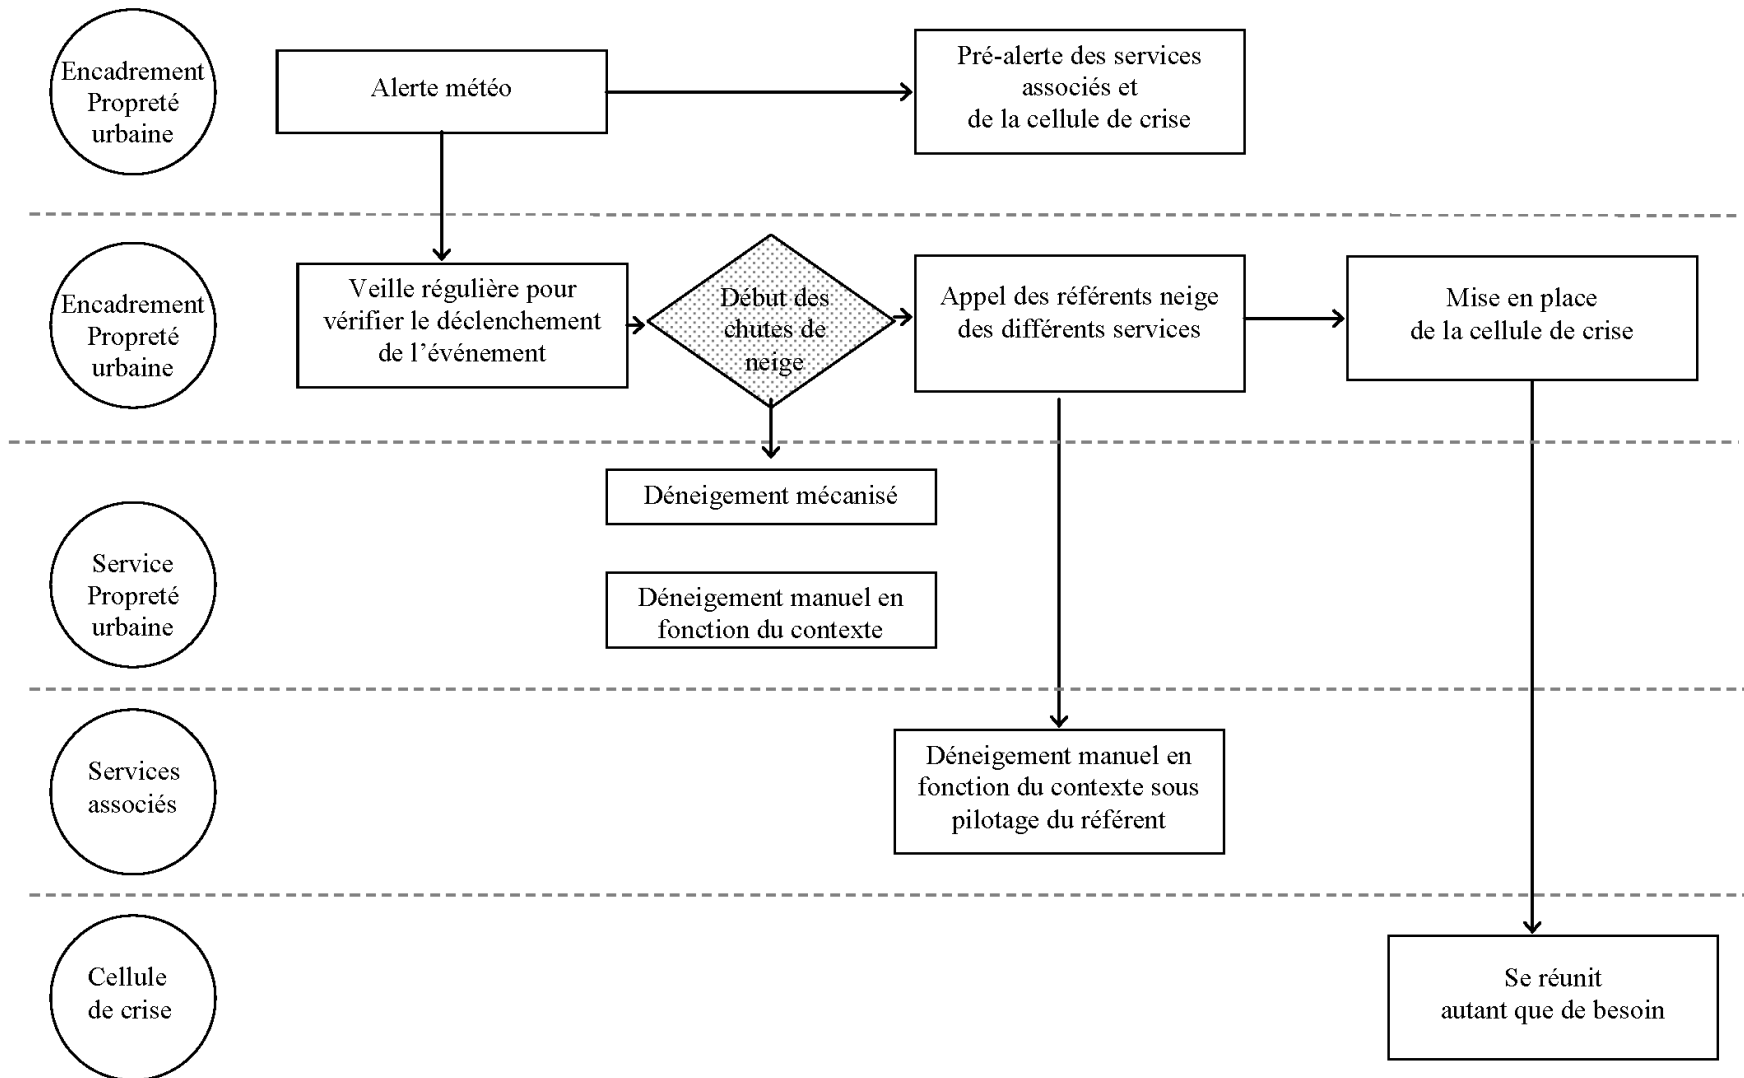 Encadrement
Propreté
urbaine
Alerte météo
Pré-alerte des services
associés et
de la cellule de crise
Encadrement
Propreté
urbaine
Veille régulière pour
vérifier le déclenchement
de l’événement
Début des
chutes de
neige
Appel des référents neige
des différents services
Mise en place
de la cellule de crise
Service
Propreté
urbaine
Déneigement mécanisé
Déneigement manuel en
fonction du contexte
Services
associés
Déneigement manuel en
fonction du contexte sous
pilotage du référent
Cellule
de crise
Se réunit
autant que de besoin